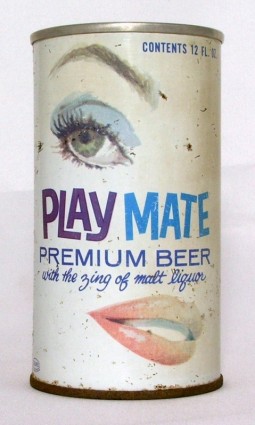 CONTENTS 12 FL. OZ.
PLAY MATE
PREMIUM BEER
with the zing of malt liquor